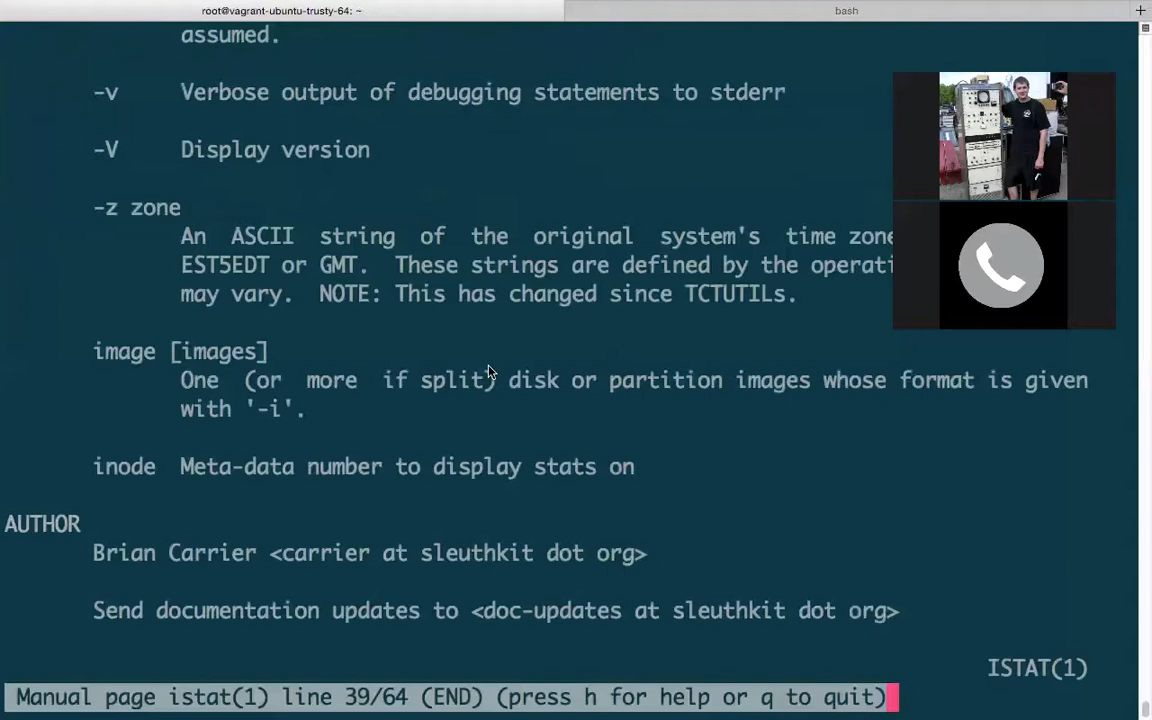 root@vagrant-ubuntu-trusty-64: ~
bash
+
assumed.
-v Verbose output of debugging statements to stderr
-V Display version
-z zone
An ASCII string of the original system's time zone
EST5EDT or GMT. These strings are defined by the operati
may vary. NOTE: This has changed since TCTUTILs.
image [images]
One (or more if split) disk or partition images whose format is given
with '-i'.
inode Meta-data number to display stats on
AUTHOR
Brian Carrier <carrier at sleuthkit dot org>
Send documentation updates to <doc-updates at sleuthkit dot org>
ISTAT(1)
Manual page istat(1) line 39/64 (END) (press h for help or q to quit)